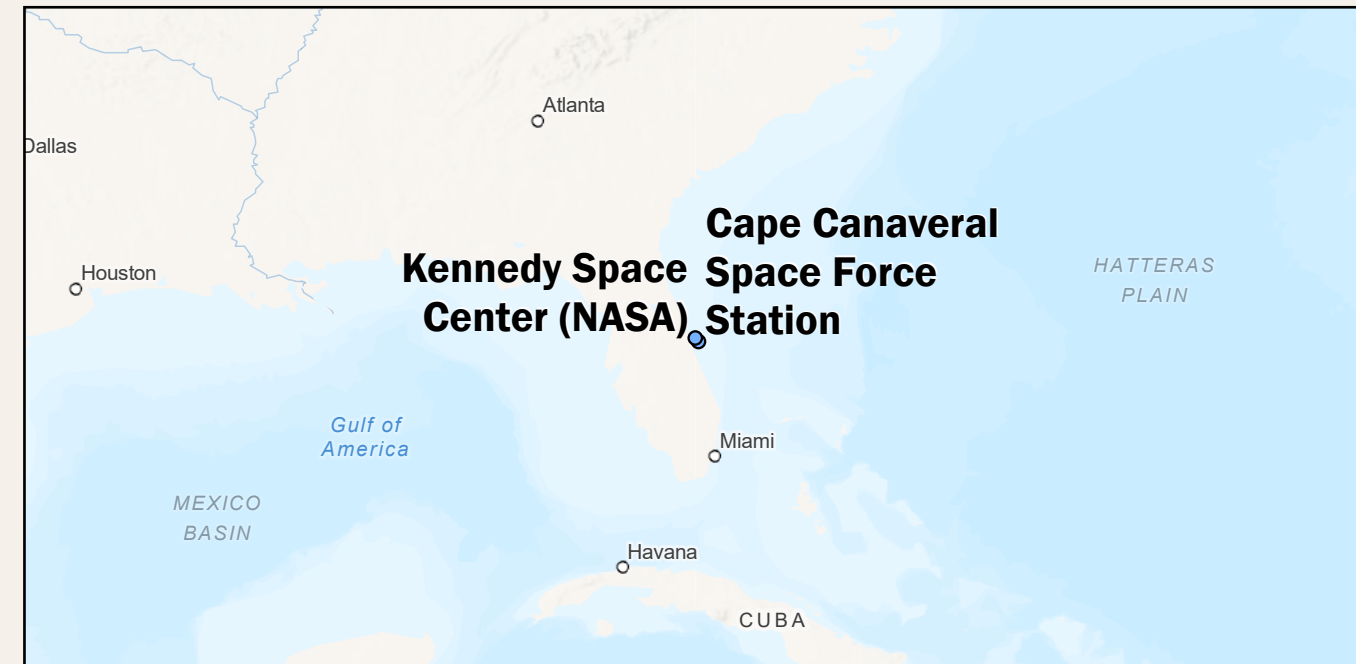 Atlanta
Dallas
Cape Canaveral
Space Force
Station
Kennedy Space
Center (NASA)
Houston
HATTERAS
PLAIN
Gulf of
America
Miami
MEXICO
BASIN
Havana
CUBA